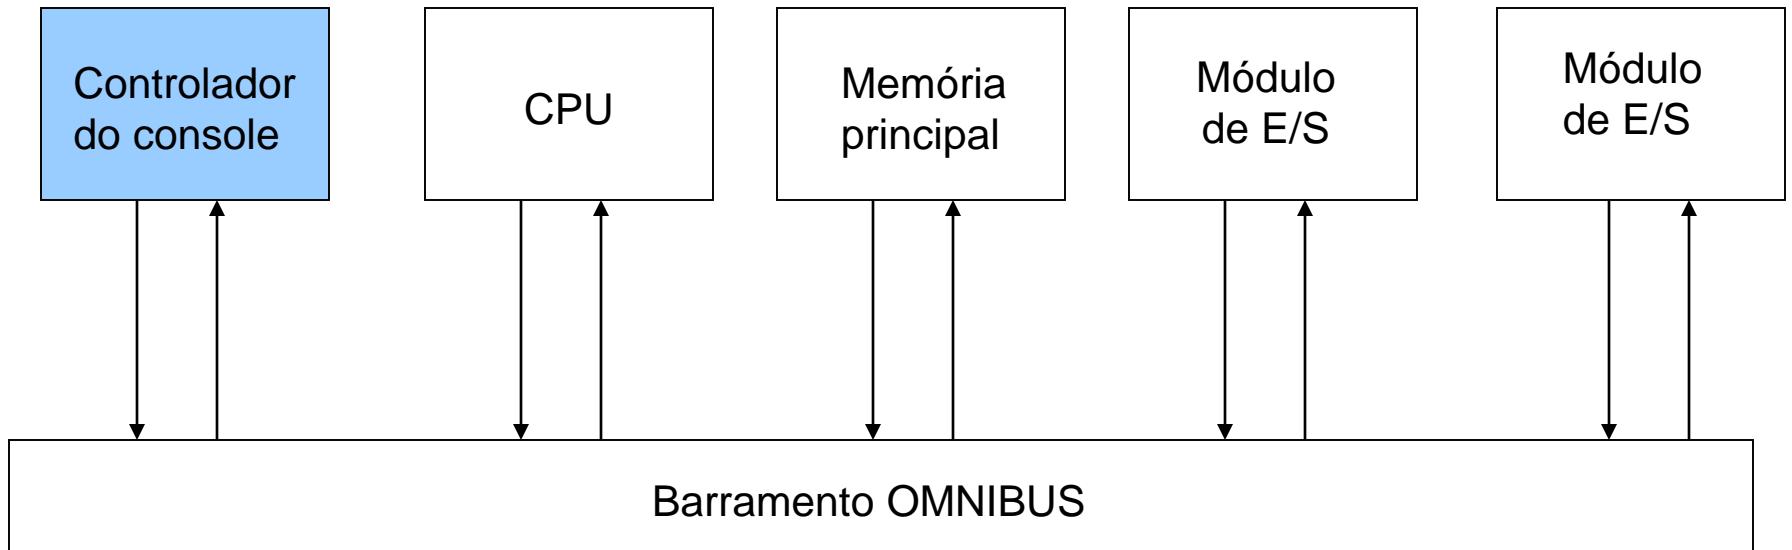 Controlador
do console
CPU
Memória
principal
Módulo
de E/S
Módulo
de E/S
Barramento OMNIBUS